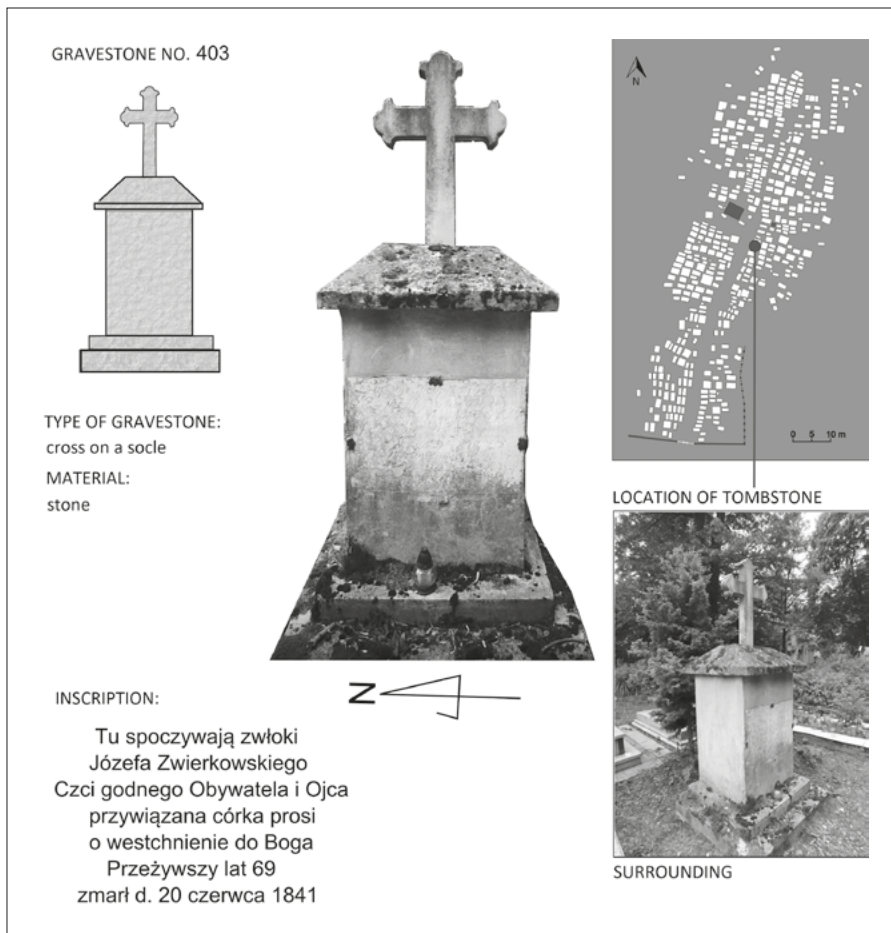 GRAVESTONE NO. 403
TYPE OF GRAVESTONE:
cross on a socle
MATERIAL:
stone
N
0 5 10 m
LOCATION OF TOMBSTONE
SURROUNDING
N
INSCRIPTION:
Tu spoczywają zwłoki
Józefa Zwierkowskiego
Czci godnego Obywatela i Ojca
przywiązana córka prosi
o westchnienie do Boga
Przeżywszy lat 69
zmarł d. 20 czerwca 1841